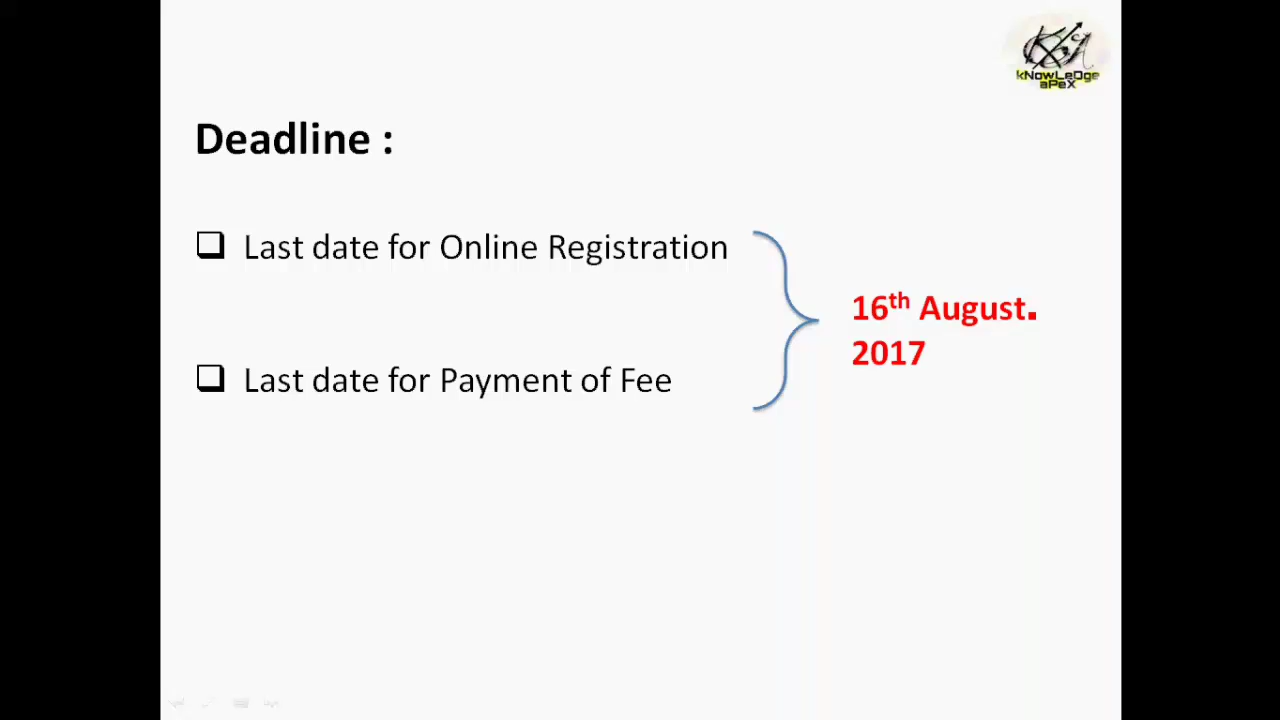 kNowLeDge
aPeX
Deadline :
Last date for Online Registration
16th August.
2017
Last date for Payment of Fee